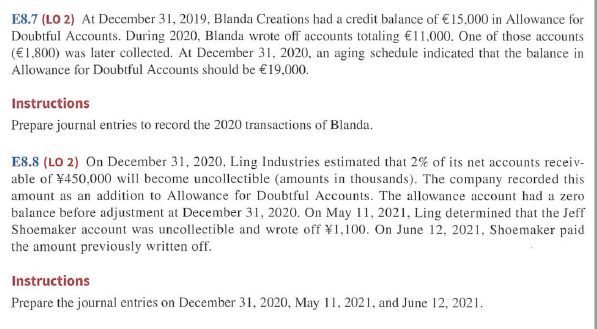 E8.7 (LO 2) At December 31, 2019, Blanda Creations had a credit balance of €15,000 in Allowance for
Doubtful Accounts. During 2020, Blanda wrote off accounts totaling €11,000. One of those accounts
(€1,800) was later collected. At December 31, 2020, an aging schedule indicated that the balance in
Allowance for Doubtful Accounts should be €19,000.
Instructions
Prepare journal entries to record the 2020 transactions of Blanda.
E8.8 (LO 2) On December 31, 2020, Ling Industries estimated that 2% of its net accounts receiv-
able of ¥450,000 will become uncollectible (amounts in thousands). The company recorded this
amount as an addition to Allowance for Doubtful Accounts. The allowance account had a zero
balance before adjustment at December 31, 2020. On May 11, 2021, Ling determined that the Jeff
Shoemaker account was uncollectible and wrote off ¥1,100. On June 12, 2021, Shoemaker paid
the amount previously written off.
Instructions
Prepare the journal entries on December 31, 2020, May 11, 2021, and June 12, 2021.